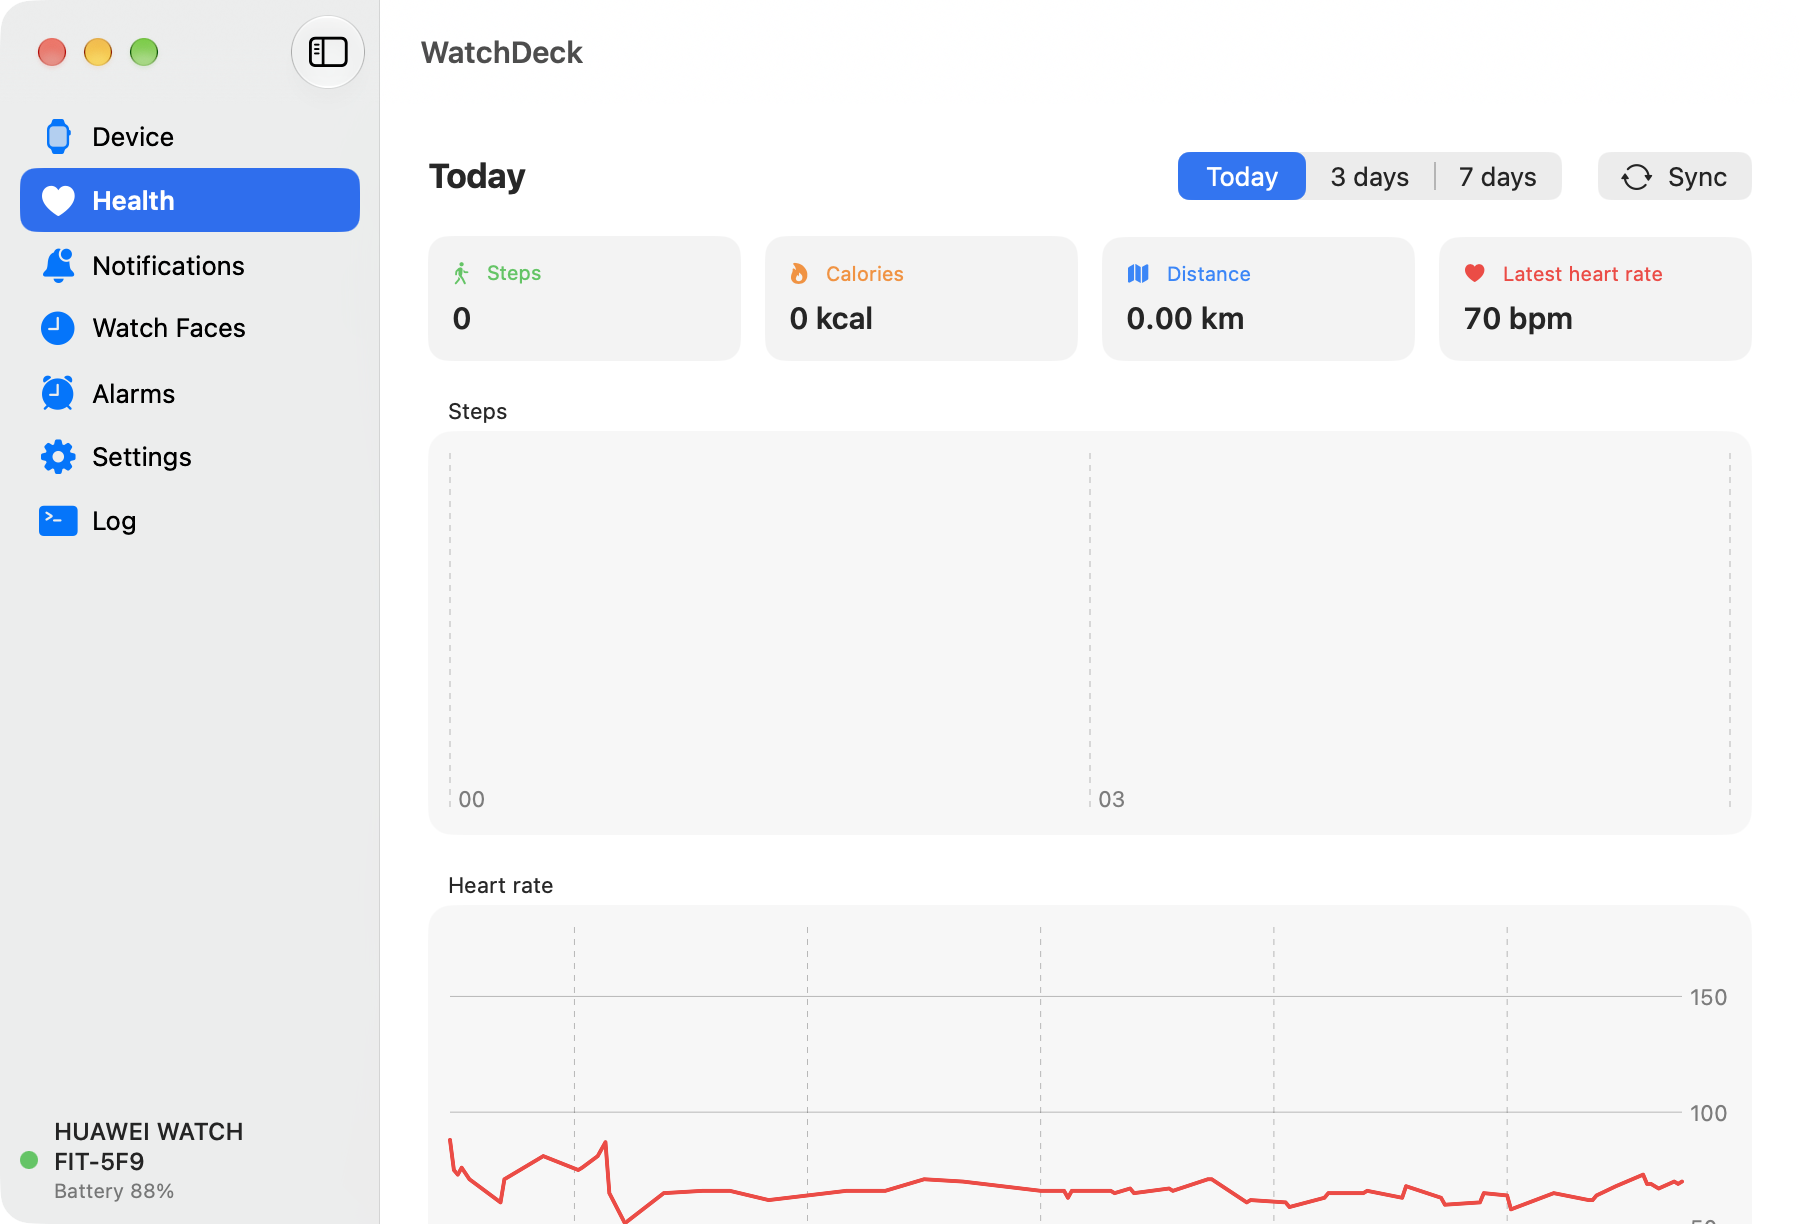 WatchDeck
Device
Health
Notifications
Watch Faces
Alarms
Settings
Log
HUAWEI WATCH
FIT-5F9
Battery 88%
Today
Today
3 days
7 days
Sync
Steps
0
Calories
0 kcal
Distance
0.00 km
Latest heart rate
70 bpm
Steps
00
03
Heart rate
150
100